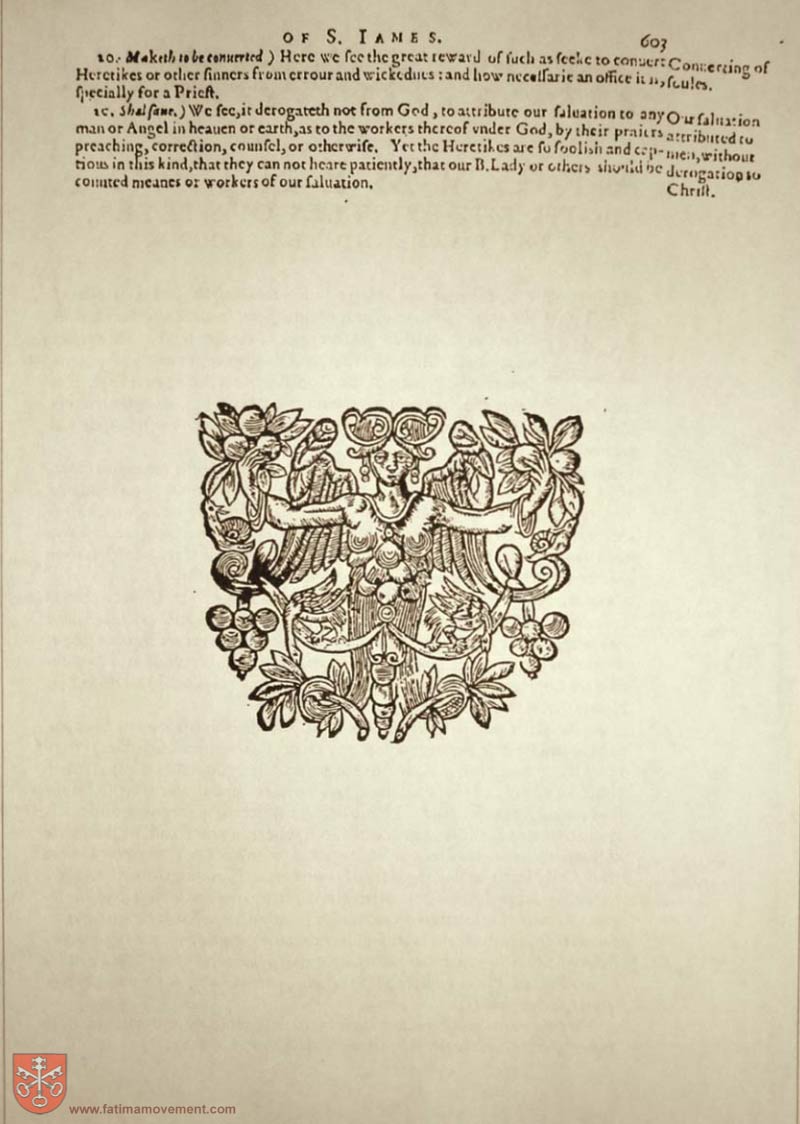 OF S. IAMES. 603
20. Maketh to be conuerted) Here we see the great reward of such as seeke to conuert
Heretikes or other sinners from errour and wickednes: and how necessarie an office it is,
specially for a Priest.
Conuerting of
soules.
20. Shal saue.) We see, it derogateth not from God, to attribute our saluation to any
man or Angel in heauen or earth, as to the workers thereof vnder God, by their praiers
preaching, correction, counsel, or otherwise. Yet the Heretikes are so foolish and cap-
tious in this kind, that they can not heare patiently, that our B. Lady or others should be
counted meanes or workers of our saluation.
Our saluation
attributed to
men, without
derogation to
Christ.
www.fatimamovement.com